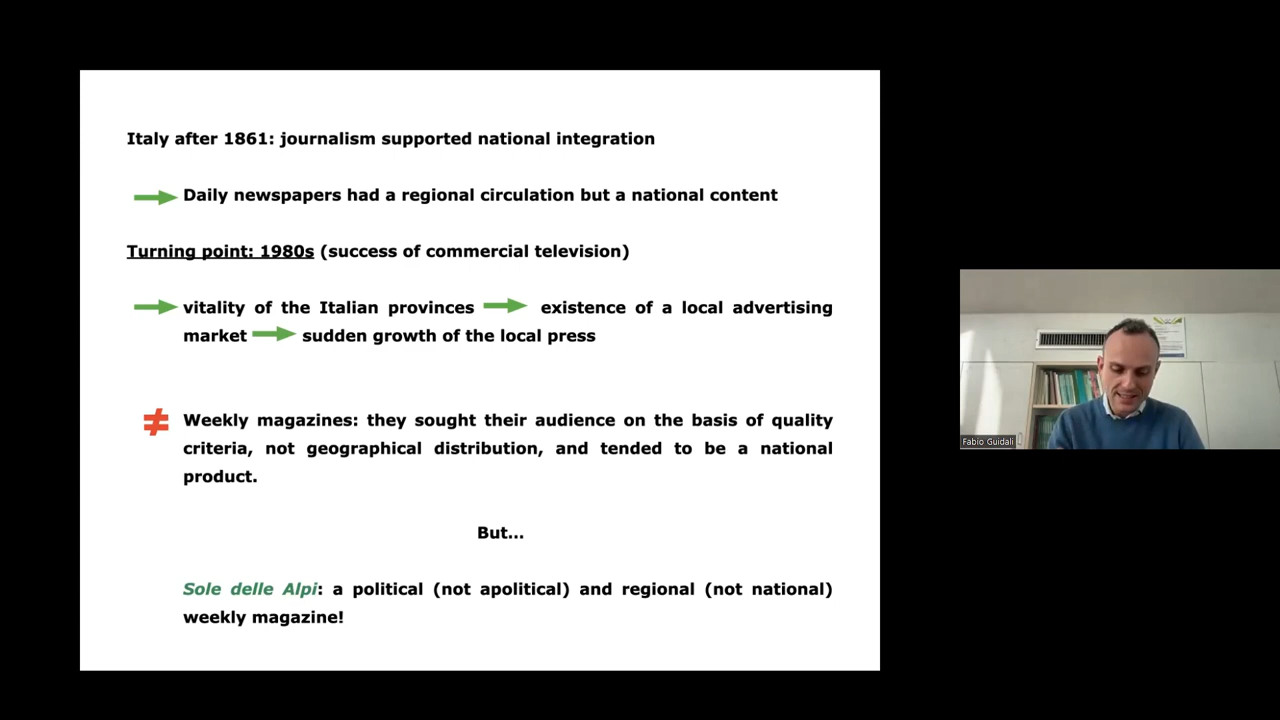 Italy after 1861: journalism supported national integration
Daily newspapers had a regional circulation but a national content
Turning point: 1980s (success of commercial television)
vitality of the Italian provinces existence of a local advertising
market sudden growth of the local press
≠ Weekly magazines: they sought their audience on the basis of quality
criteria, not geographical distribution, and tended to be a national
product.
But...
Sole delle Alpi: a political (not apolitical) and regional (not national)
weekly magazine!
Fabio Guidali